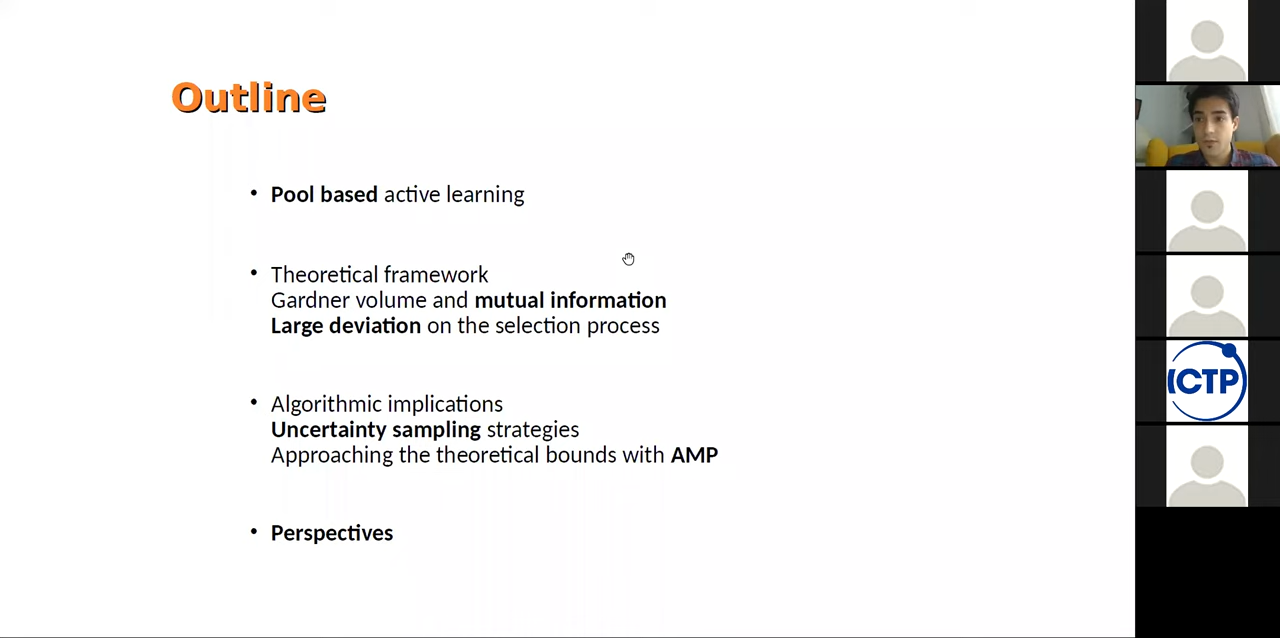 Outline
• Pool based active learning
• Theoretical framework
Gardner volume and mutual information
Large deviation on the selection process
• Algorithmic implications
Uncertainty sampling strategies
Approaching the theoretical bounds with AMP
• Perspectives
ICTP